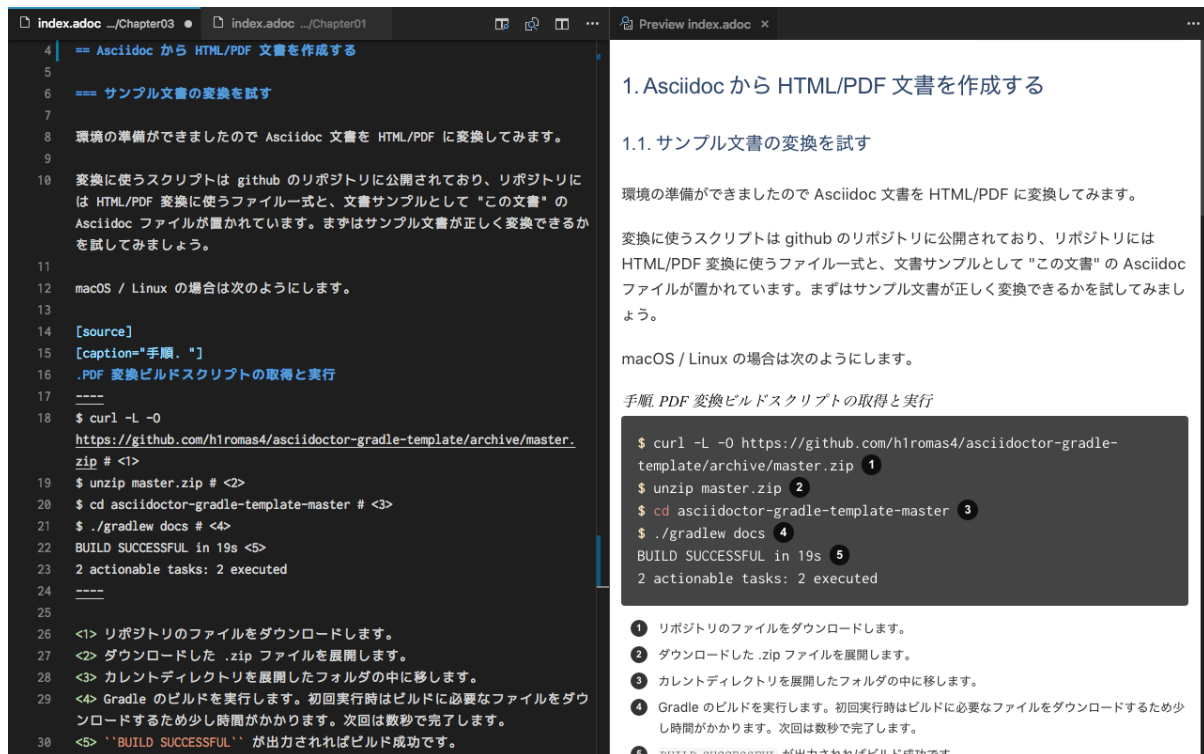 index.adoc .../Chapter03
index.adoc .../Chapter01
4 == Asciidoc から HTML/PDF 文書を作成する
5
6 === サンプル文書の変換を試す
7
8 環境の準備ができましたので Asciidoc 文書を HTML/PDF に変換してみます。
9
10 変換に使うスクリプトは github のリポジトリに公開されており、リポジトリに
は HTML/PDF 変換に使うファイル一式と、文書サンプルとして "この文書" の
Asciidoc ファイルが置かれています。まずはサンプル文書が正しく変換できるか
を試してみましょう。
11
12 macOS / Linux の場合は次のようにします。
13
14 [source]
15 [caption="手順. "]
16 .PDF 変換ビルドスクリプトの取得と実行
17 ----
18 $ curl -L -O
https://github.com/h1romas4/asciidoctor-gradle-template/archive/master.
zip # <1>
19 $ unzip master.zip # <2>
20 $ cd asciidoctor-gradle-template-master # <3>
21 $ ./gradlew docs # <4>
22 BUILD SUCCESSFUL in 19s <5>
23 2 actionable tasks: 2 executed
24 ----
25
26 <1> リポジトリのファイルをダウンロードします。
27 <2> ダウンロードした .zip ファイルを展開します。
28 <3> カレントディレクトリを展開したフォルダの中に移します。
29 <4> Gradle のビルドを実行します。初回実行時はビルドに必要なファイルをダウ
ンロードするため少し時間がかかります。次回は数秒で完了します。
30 <5> ``BUILD SUCCESSFUL`` が出力されればビルド成功です。
Preview index.adoc
1. Asciidoc から HTML/PDF 文書を作成する
1.1. サンプル文書の変換を試す
環境の準備ができましたので Asciidoc 文書を HTML/PDF に変換してみます。
変換に使うスクリプトは github のリポジトリに公開されており、リポジトリには
HTML/PDF 変換に使うファイル一式と、文書サンプルとして "この文書" の Asciidoc
ファイルが置かれています。まずはサンプル文書が正しく変換できるかを試してみまし
ょう。
macOS / Linux の場合は次のようにします。
手順. PDF 変換ビルドスクリプトの取得と実行
$ curl -L -O https://github.com/h1romas4/asciidoctor-gradle-
template/archive/master.zip 1
$ unzip master.zip 2
$ cd asciidoctor-gradle-template-master 3
$ ./gradlew docs 4
BUILD SUCCESSFUL in 19s 5
2 actionable tasks: 2 executed
1 リポジトリのファイルをダウンロードします。
2 ダウンロードした .zip ファイルを展開します。
3 カレントディレクトリを展開したフォルダの中に移します。
4 Gradle のビルドを実行します。初回実行時はビルドに必要なファイルをダウンロードするため少
し時間がかかります。次回は数秒で完了します。
5 BUILD SUCCESSFUL が出力されればビルド成功です。